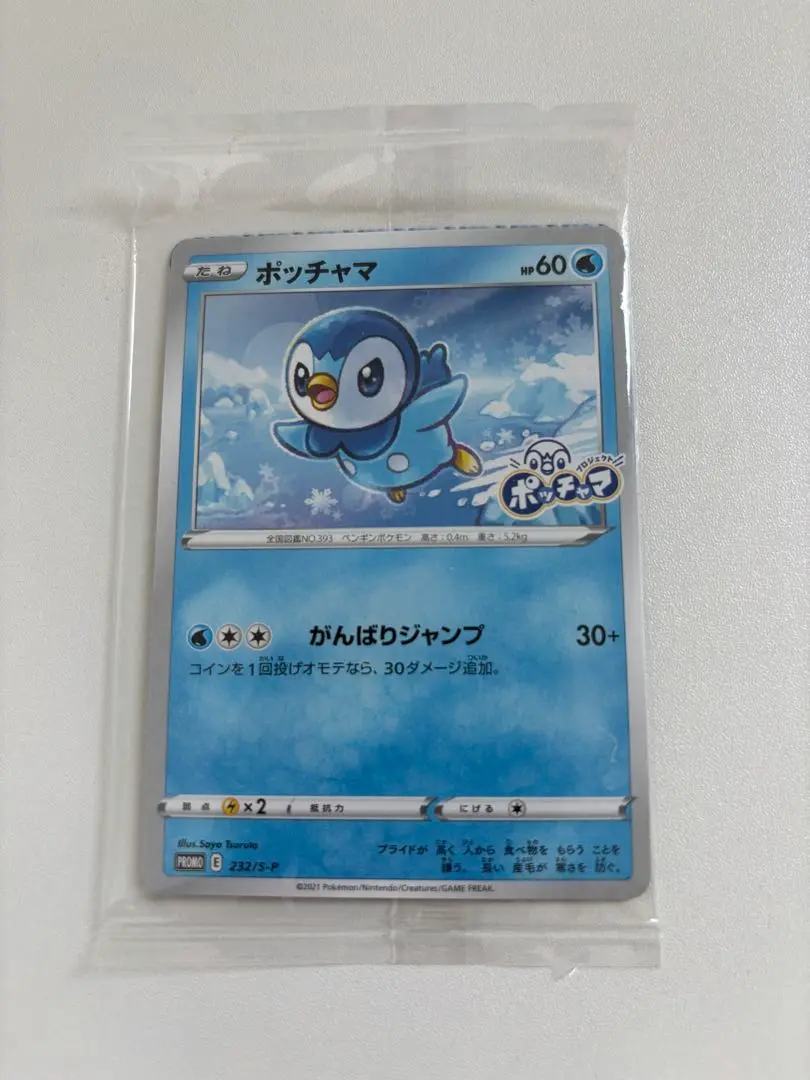 たね ポッチャマ HP60
プロジェクト
ポッチャマ
全国図鑑NO.393 ペンギンポケモン 高さ:0.4m 重さ:5.2kg
がんばりジャンプ 30+
コインを1回投げオモテなら、30ダメージ追加。
弱点 ×2 抵抗力 にげる
Illus. Saya Tsuruta
プライドが 高く 人から 食べ物を もらう ことを
嫌う。 長い 産毛が 寒さを 防ぐ。
PROMO E 232/S-P
©2021 Pokémon/Nintendo/Creatures/GAME FREAK.